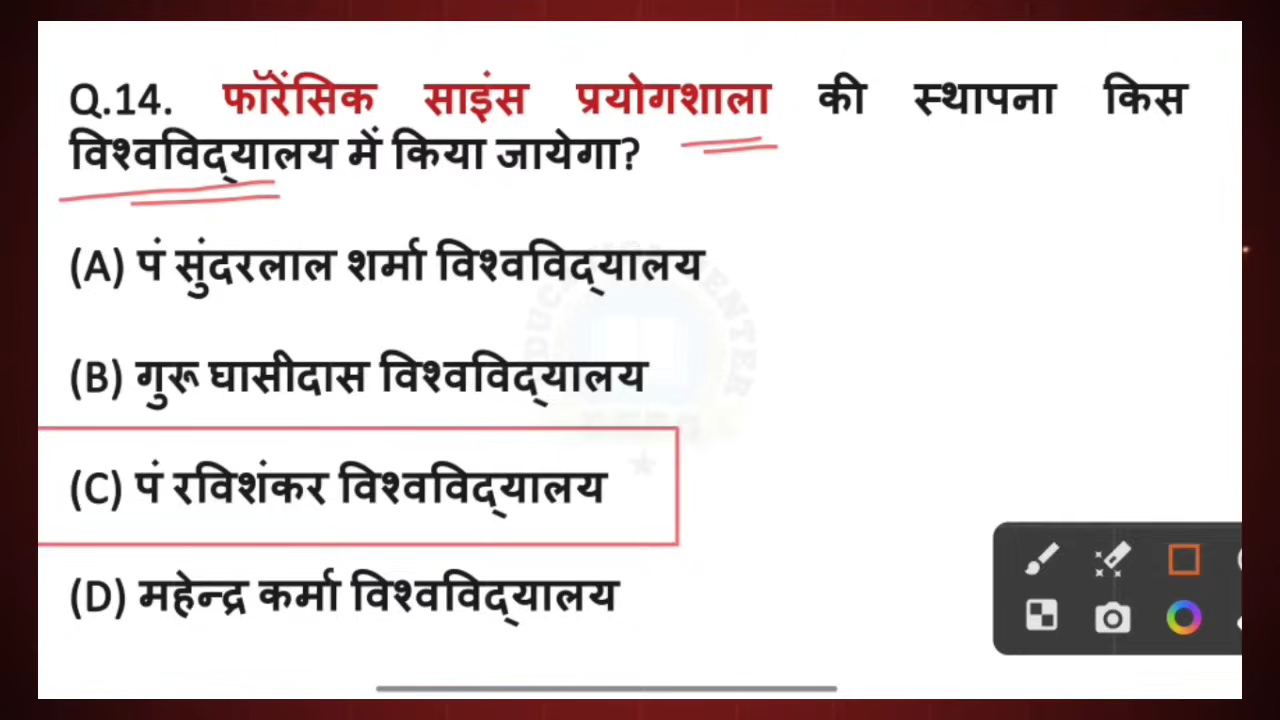 Q.14. फॉरेंसिक साइंस प्रयोगशाला की स्थापना किस
विश्वविद्यालय में किया जायेगा?
(A) पं सुंदरलाल शर्मा विश्वविद्यालय
(B) गुरू घासीदास विश्वविद्यालय
(C) पं रविशंकर विश्वविद्यालय
(D) महेन्द्र कर्मा विश्वविद्यालय